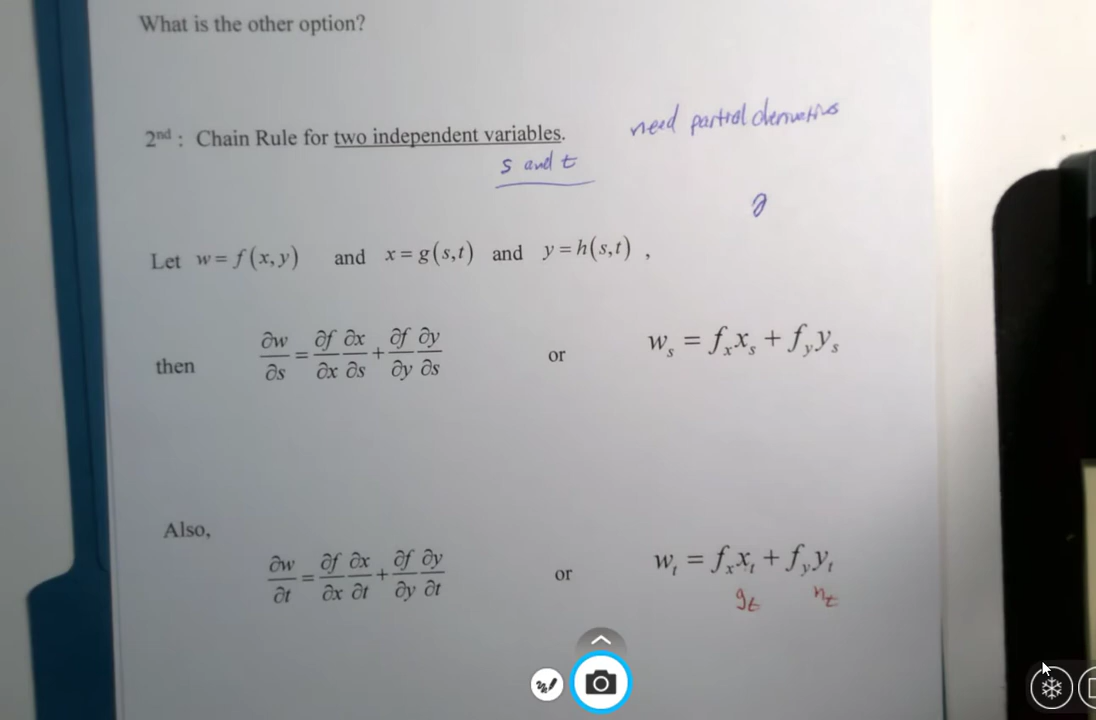 What is the other option?
2nd : Chain Rule for two independent variables.
need partial derivatives
s and t
∂
Let w = f(x,y) and x = g(s,t) and y = h(s,t) ,
then ∂w/∂s = ∂f/∂x ∂x/∂s + ∂f/∂y ∂y/∂s or w_s = f_x x_s + f_y y_s
Also,
∂w/∂t = ∂f/∂x ∂x/∂t + ∂f/∂y ∂y/∂t or w_t = f_x x_t + f_y y_t
g_t h_t